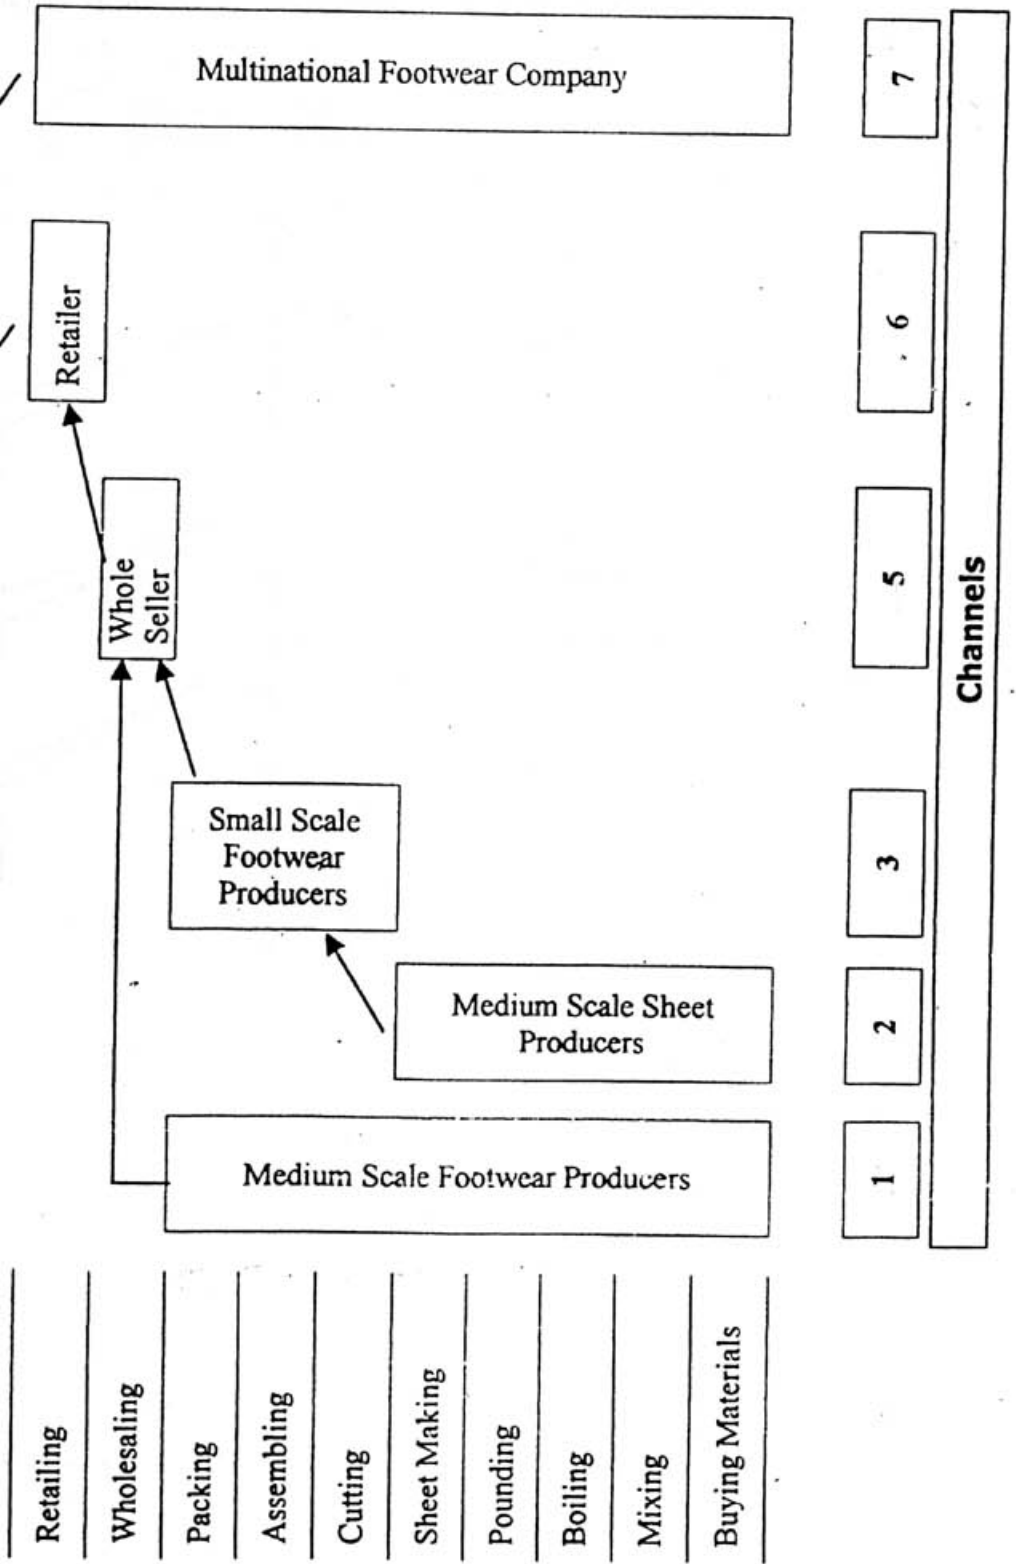 Multinational Footwear Company
7
Retailer
6
Whole
Seller
5
Small Scale
Footwear
Producers
3
Medium Scale Sheet
Producers
2
Medium Scale Footwear Producers
1
Channels
Retailing
Wholesaling
Packing
Assembling
Cutting
Sheet Making
Pounding
Boiling
Mixing
Buying Materials